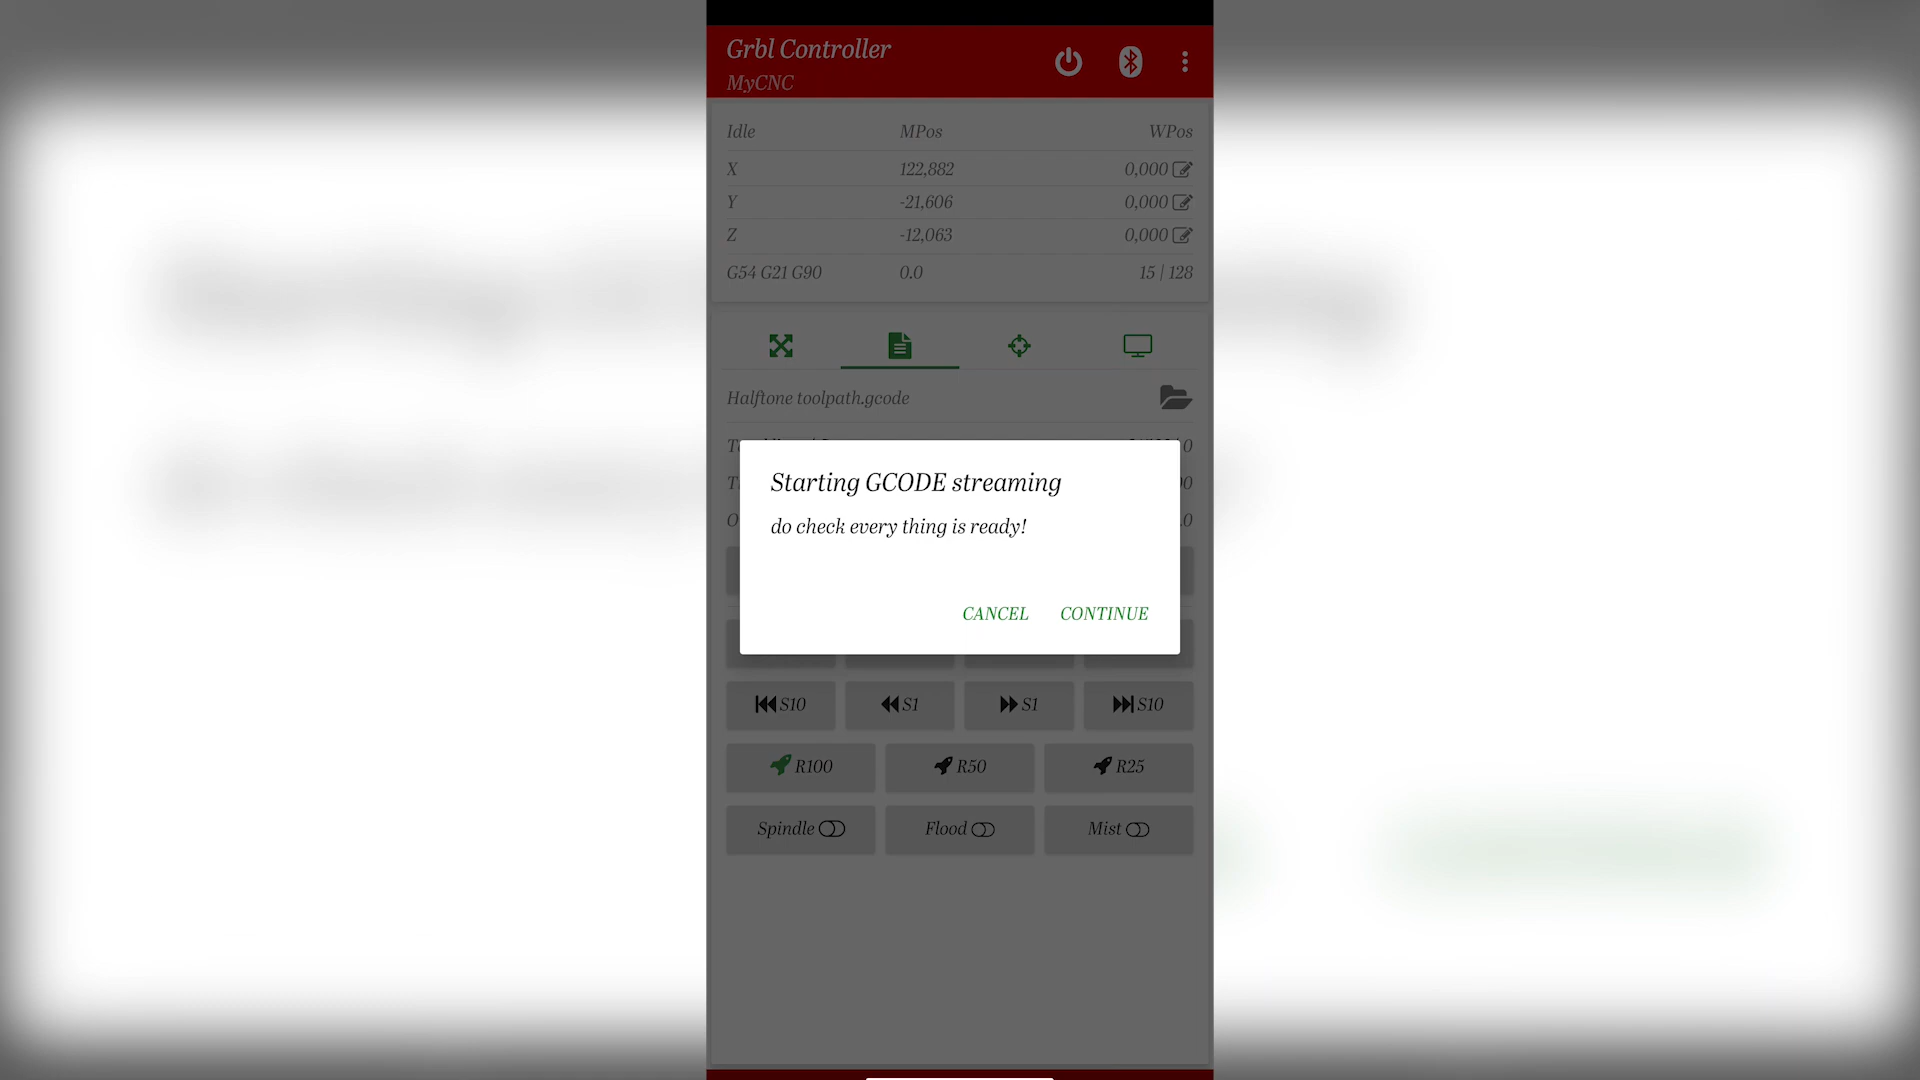 Grbl Controller
MyCNC
Idle MPos WPos
X 122,882 0,000
Y -21,606 0,000
Z -12,063 0,000
G54 G21 G90 0.0 15 | 128
Halftone toolpath.gcode
Starting GCODE streaming
do check every thing is ready!
CANCEL CONTINUE
S10 S1 S1 S10
R100 R50 R25
Spindle Flood Mist